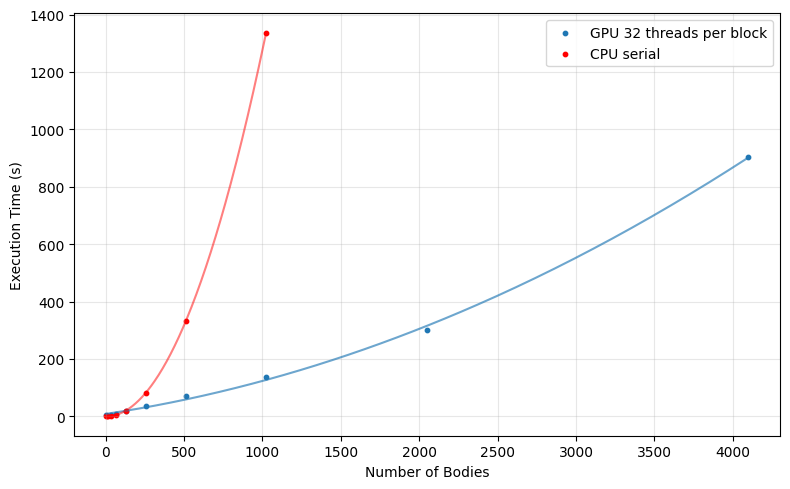 1400
1200
1000
800
600
400
200
0
Execution Time (s)
GPU 32 threads per block
CPU serial
0 500 1000 1500 2000 2500 3000 3500 4000
Number of Bodies